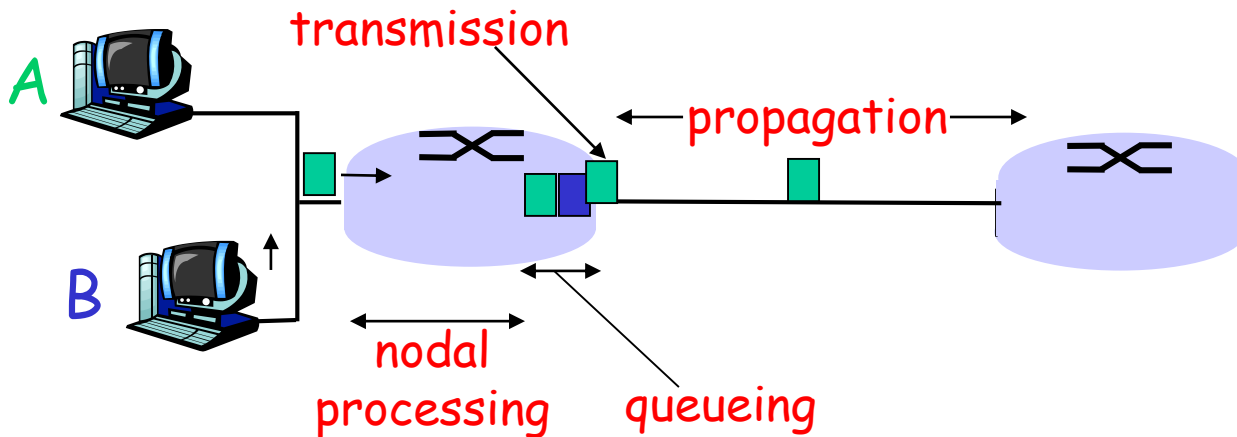 transmission
A
propagation
B
nodal
processing
queueing